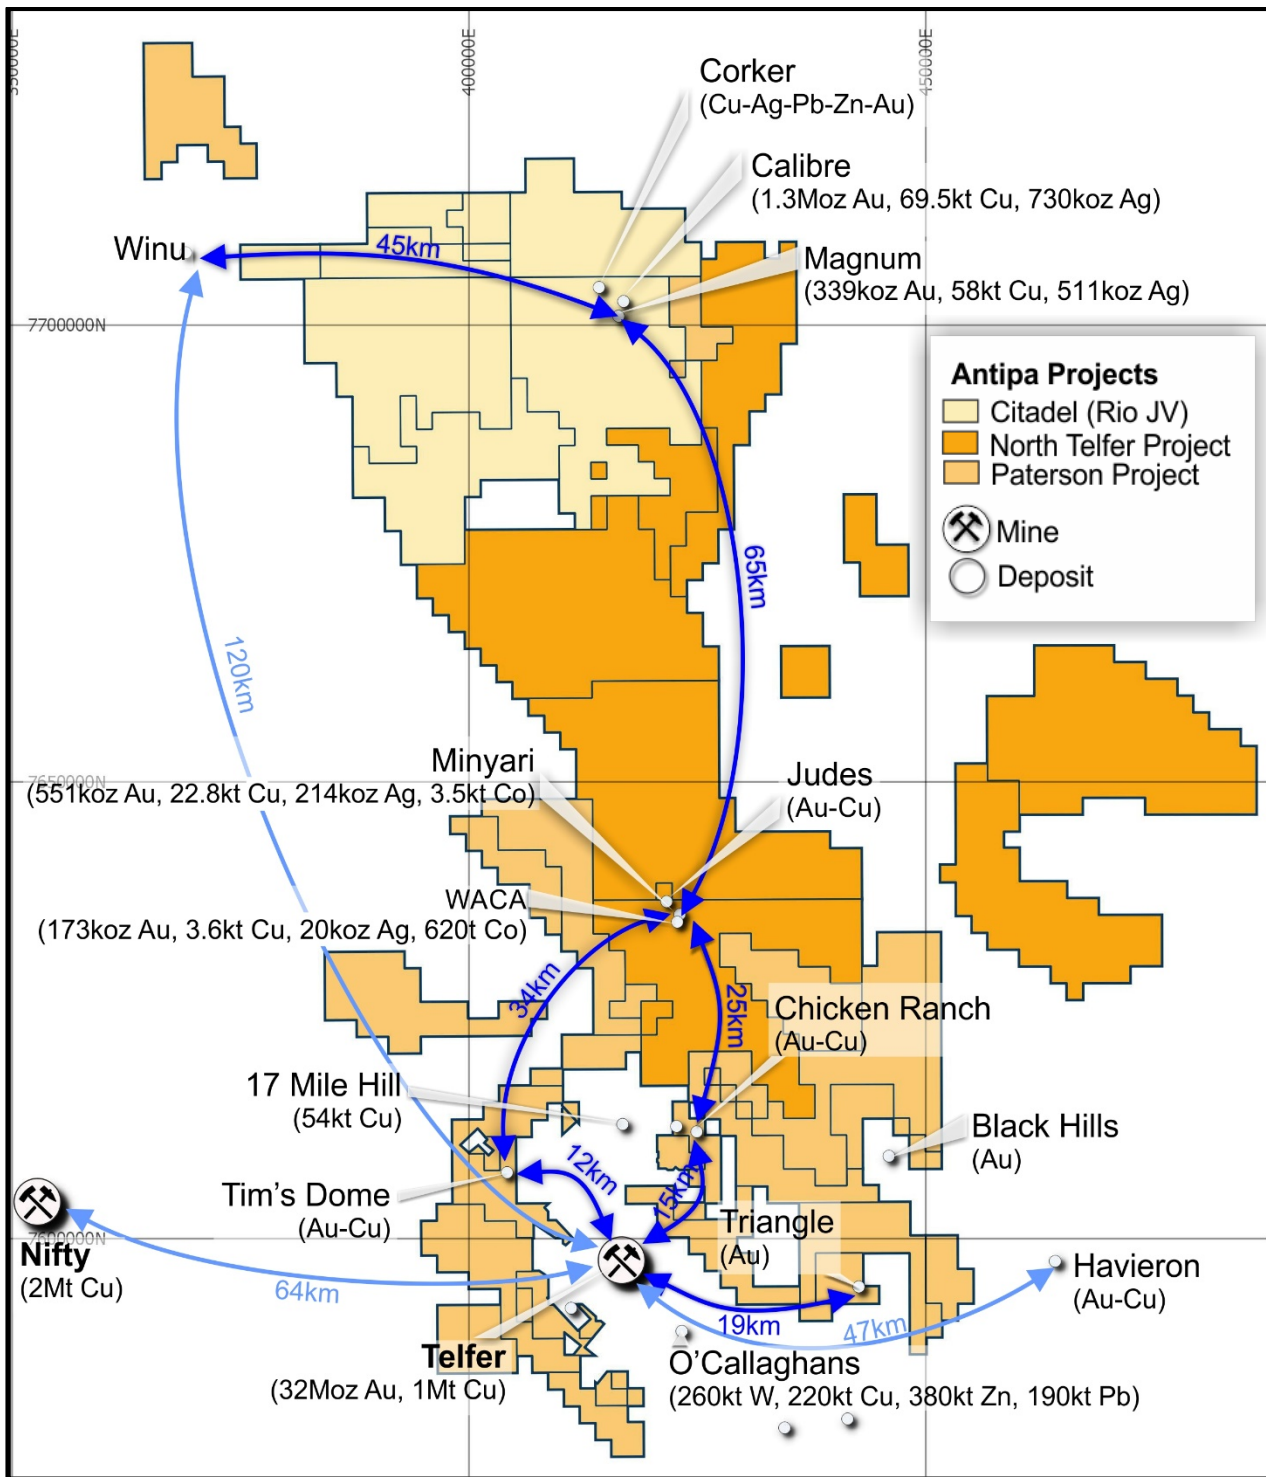 350000E
400000E
450000E
Corker
(Cu-Ag-Pb-Zn-Au)
Calibre
(1.3Moz Au, 69.5kt Cu, 730koz Ag)
Winu
45km
Magnum
(339koz Au, 58kt Cu, 511koz Ag)
7700000N
Antipa Projects
Citadel (Rio JV)
North Telfer Project
Paterson Project
Mine
Deposit
65km
120km
Minyari
7650000N
(551koz Au, 22.8kt Cu, 214koz Ag, 3.5kt Co)
Judes
(Au-Cu)
WACA
(173koz Au, 3.6kt Cu, 20koz Ag, 620t Co)
34km
25km
Chicken Ranch
(Au-Cu)
17 Mile Hill
(54kt Cu)
Black Hills
(Au)
12km
15km
Tim's Dome
(Au-Cu)
Triangle
(Au)
7600000N
Nifty
(2Mt Cu)
64km
Havieron
(Au-Cu)
19km
47km
Telfer
(32Moz Au, 1Mt Cu)
O'Callaghans
(260kt W, 220kt Cu, 380kt Zn, 190kt Pb)